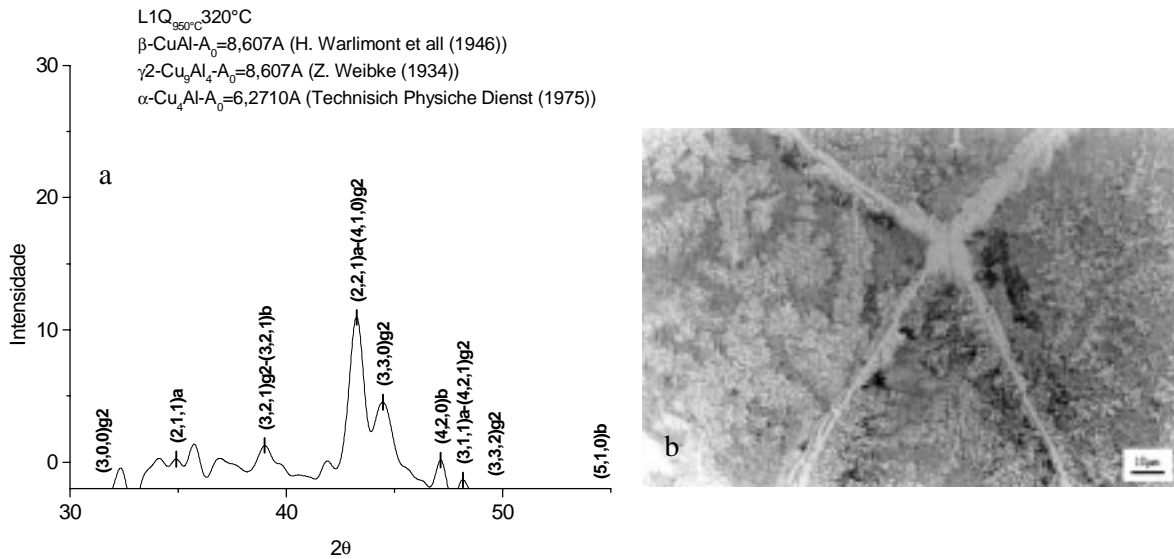 L1Q950°C320°C
β-CuAl-A0=8,607A (H. Warlimont et all (1946))
γ2-Cu9Al4-A0=8,607A (Z. Weibke (1934))
α-Cu4Al-A0=6,2710A (Technisich Physiche Dienst (1975))
a
Intensidade
30
20
10
0
(3,0,0)g2
(2,1,1)a
(3,2,1)g2-(3,2,1)b
(2,2,1)a-(4,1,0)g2
(3,3,0)g2
(4,2,0)b
(3,1,1)a-(4,2,1)g2
(3,3,2)g2
(5,1,0)b
30
40
50
2θ
b
10μm